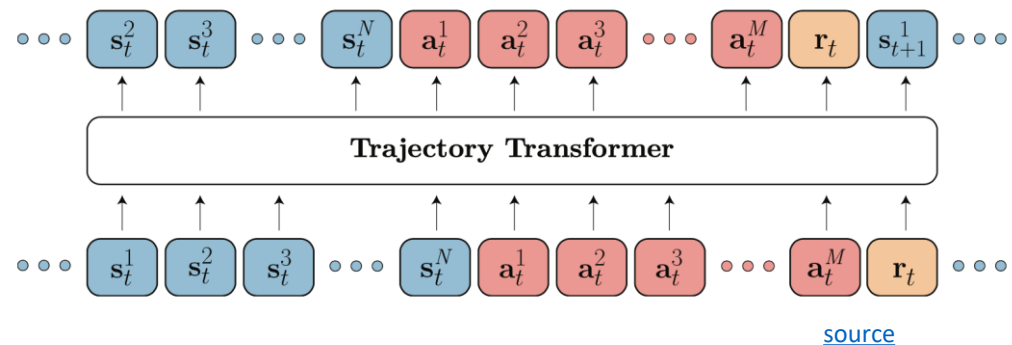 ••• s_t^2 s_t^3 ••• s_t^N a_t^1 a_t^2 a_t^3 ••• a_t^M r_t s_{t+1}^1 •••
Trajectory Transformer
••• s_t^1 s_t^2 s_t^3 ••• s_t^N a_t^1 a_t^2 a_t^3 ••• a_t^M r_t •••
source